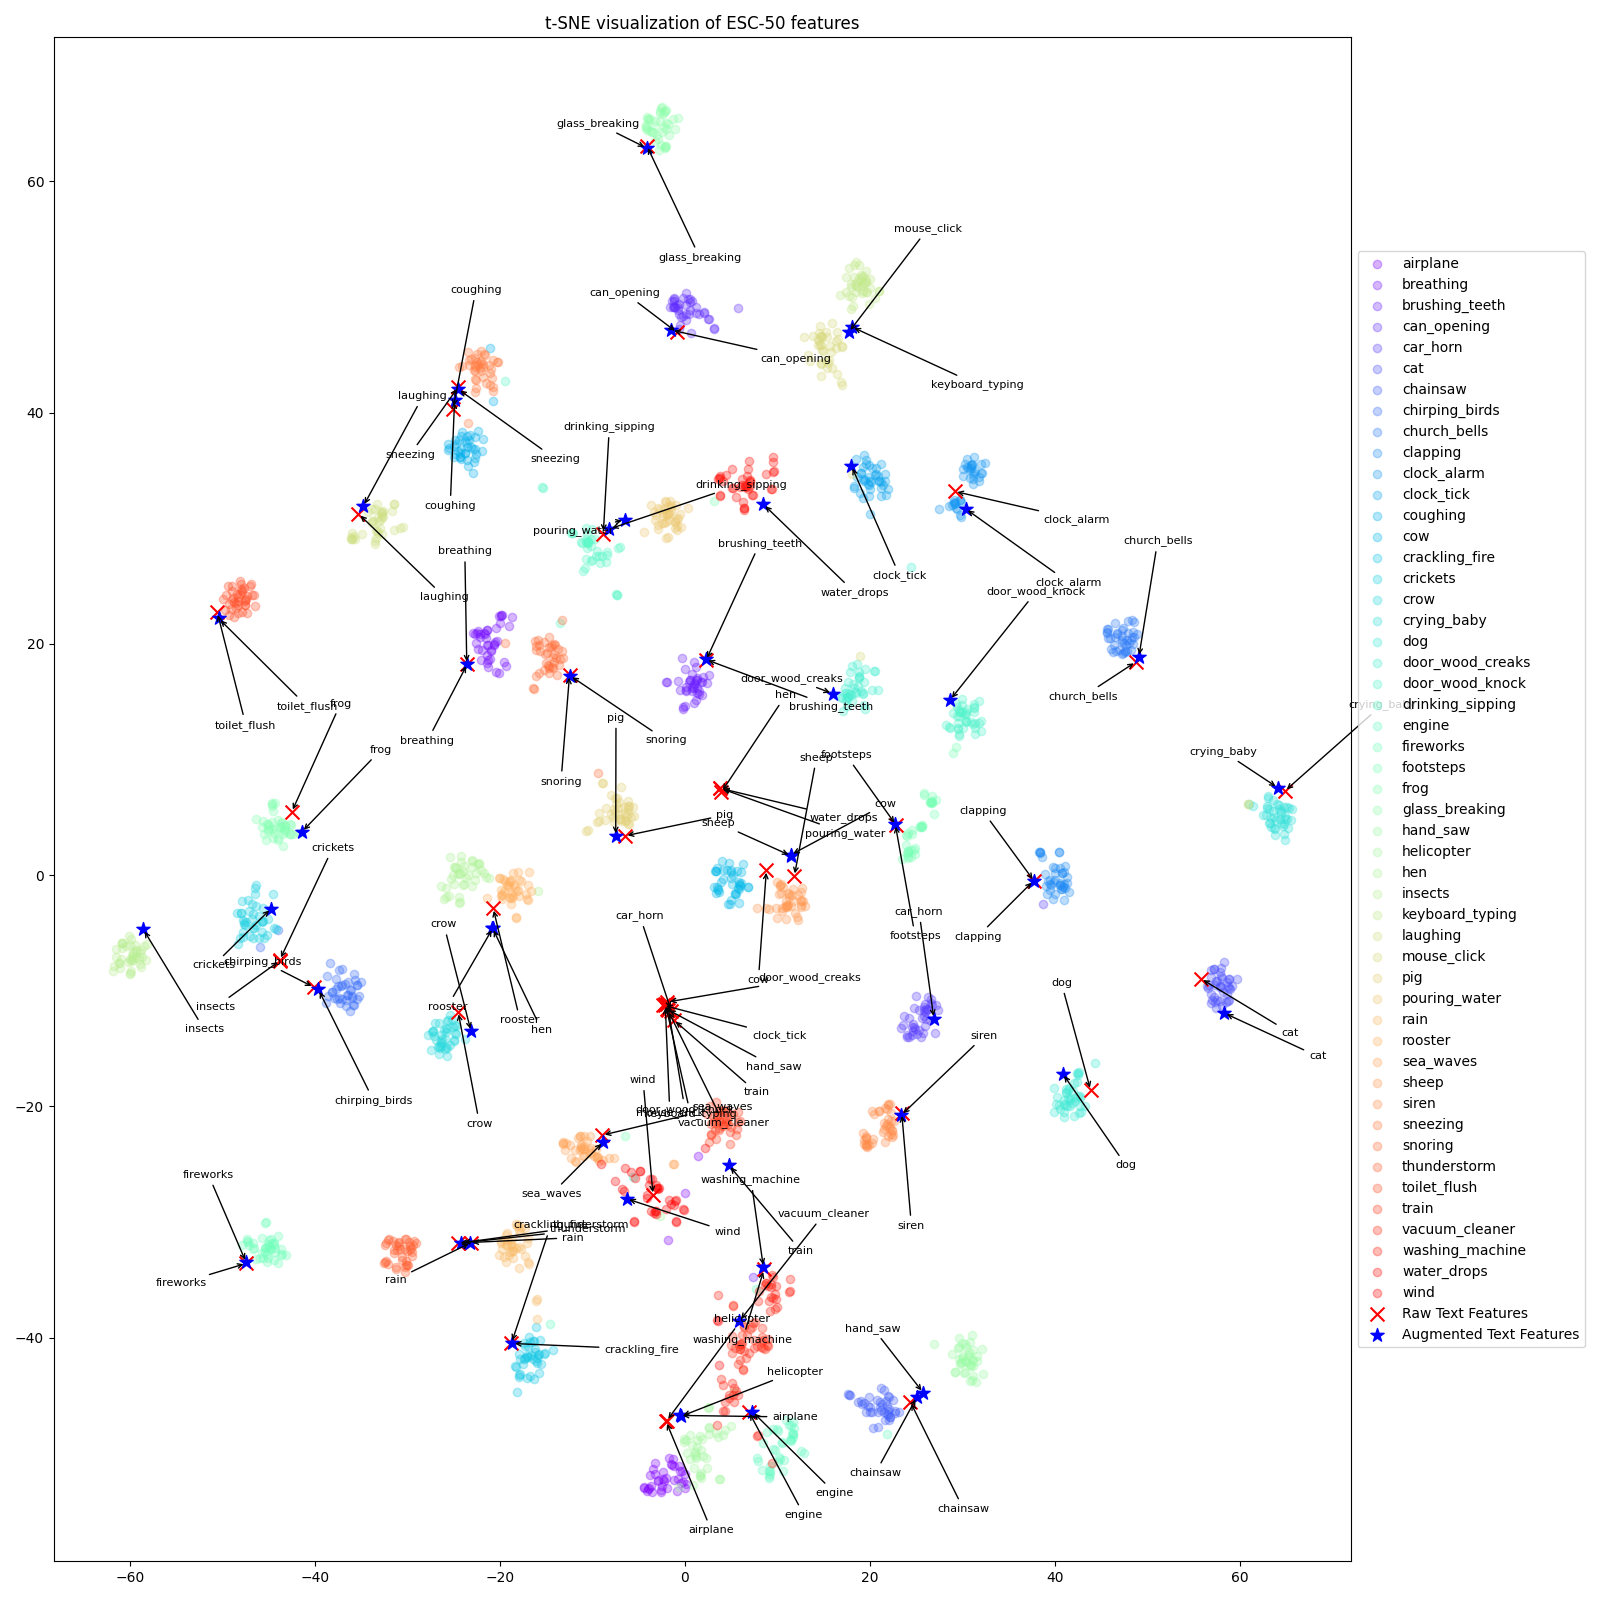 t-SNE visualization of ESC-50 features
glass_breaking
60
glass_breaking
mouse_click
coughing
can_opening
can_opening
keyboard_typing
laughing
40
drinking_sipping
sneezing
sneezing
drinking_sipping
coughing
clock_alarm
pouring_water
church_bells
brushing_teeth
breathing
clock_tick
clock_alarm
door_wood_knock
water_drops
laughing
20
door_wood_creaks
hen
church_bells
toilet_flush
frog
brushing_teeth
crying_baby
toilet_flush
pig
breathing
snoring
frog
crying_baby
footsteps
sheep
snoring
cow
clapping
pig
water_drops
sheep
pouring_water
crickets
0
car_horn
car_horn
crow
footsteps
clapping
crickets
chirping_birds
cow
door_wood_creaks
dog
insects
rooster
rooster
insects
hen
clock_tick
siren
cat
cat
hand_saw
wind
train
chirping_birds
sea_waves
door_wood_knock
keyboard_typing
vacuum_cleaner
crow
−20
dog
fireworks
washing_machine
sea_waves
vacuum_cleaner
crackling_fire
thunderstorm
thunderstorm
wind
siren
rain
train
rain
fireworks
helicopter
hand_saw
−40
washing_machine
crackling_fire
helicopter
airplane
chainsaw
engine
chainsaw
engine
airplane
−60
−40
−20
0
20
40
60
airplane
breathing
brushing_teeth
can_opening
car_horn
cat
chainsaw
chirping_birds
church_bells
clapping
clock_alarm
clock_tick
coughing
cow
crackling_fire
crickets
crow
crying_baby
dog
door_wood_creaks
door_wood_knock
drinking_sipping
engine
fireworks
footsteps
frog
glass_breaking
hand_saw
helicopter
hen
insects
keyboard_typing
laughing
mouse_click
pig
pouring_water
rain
rooster
sea_waves
sheep
siren
sneezing
snoring
thunderstorm
toilet_flush
train
vacuum_cleaner
washing_machine
water_drops
wind
Raw Text Features
Augmented Text Features